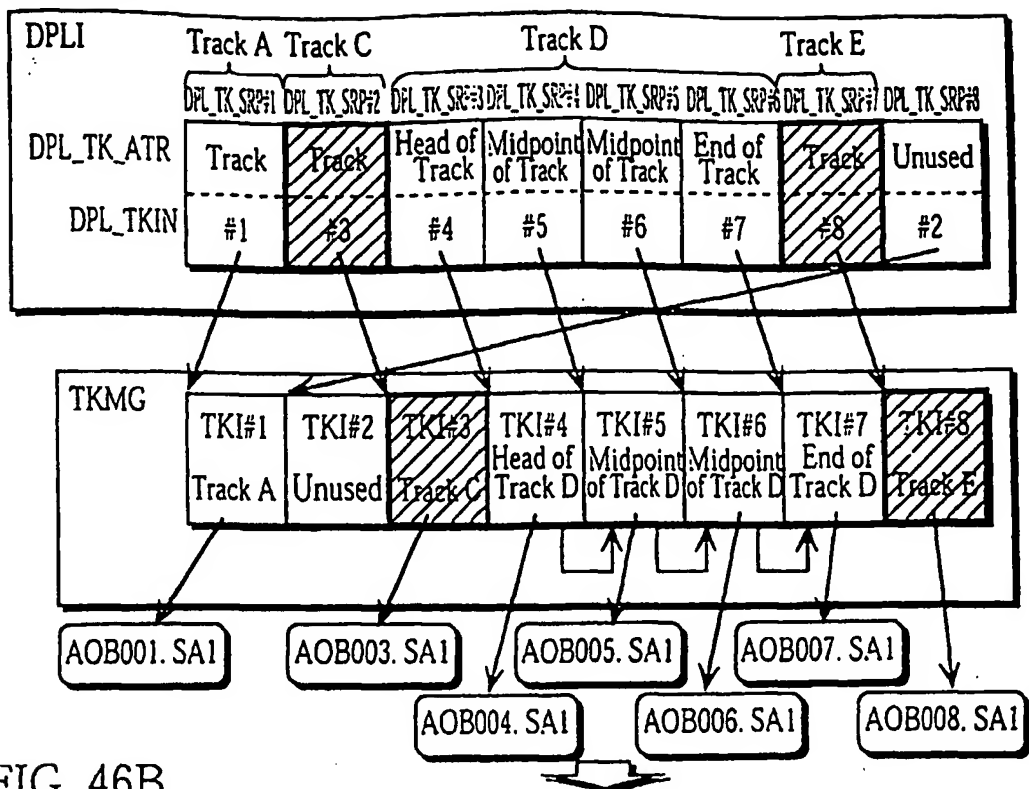 DPLI
Track A Track C Track D Track E
DPL_TK_SRP#1 DPL_TK_SRP#2 DPL_TK_SRP#3 DPL_TK_SRP#4 DPL_TK_SRP#5 DPL_TK_SRP#6 DPL_TK_SRP#7 DPL_TK_SRP#8
DPL_TK_ATR Track Track Head of Track Midpoint of Track Midpoint of Track End of Track Track Unused
DPL_TKIN #1 #3 #4 #5 #6 #7 #8 #2
TKMG
TKI#1 TKI#2 TKI#3 TKI#4 TKI#5 TKI#6 TKI#7 TKI#8
Head of Midpoint Midpoint End of
Track A Unused Track C Track D of Track D of Track D Track D Track E
AOB001. SA1 AOB003. SA1 AOB005. SA1 AOB007. SA1
AOB004. SA1 AOB006. SA1 AOB008. SA1
FIG. 46B